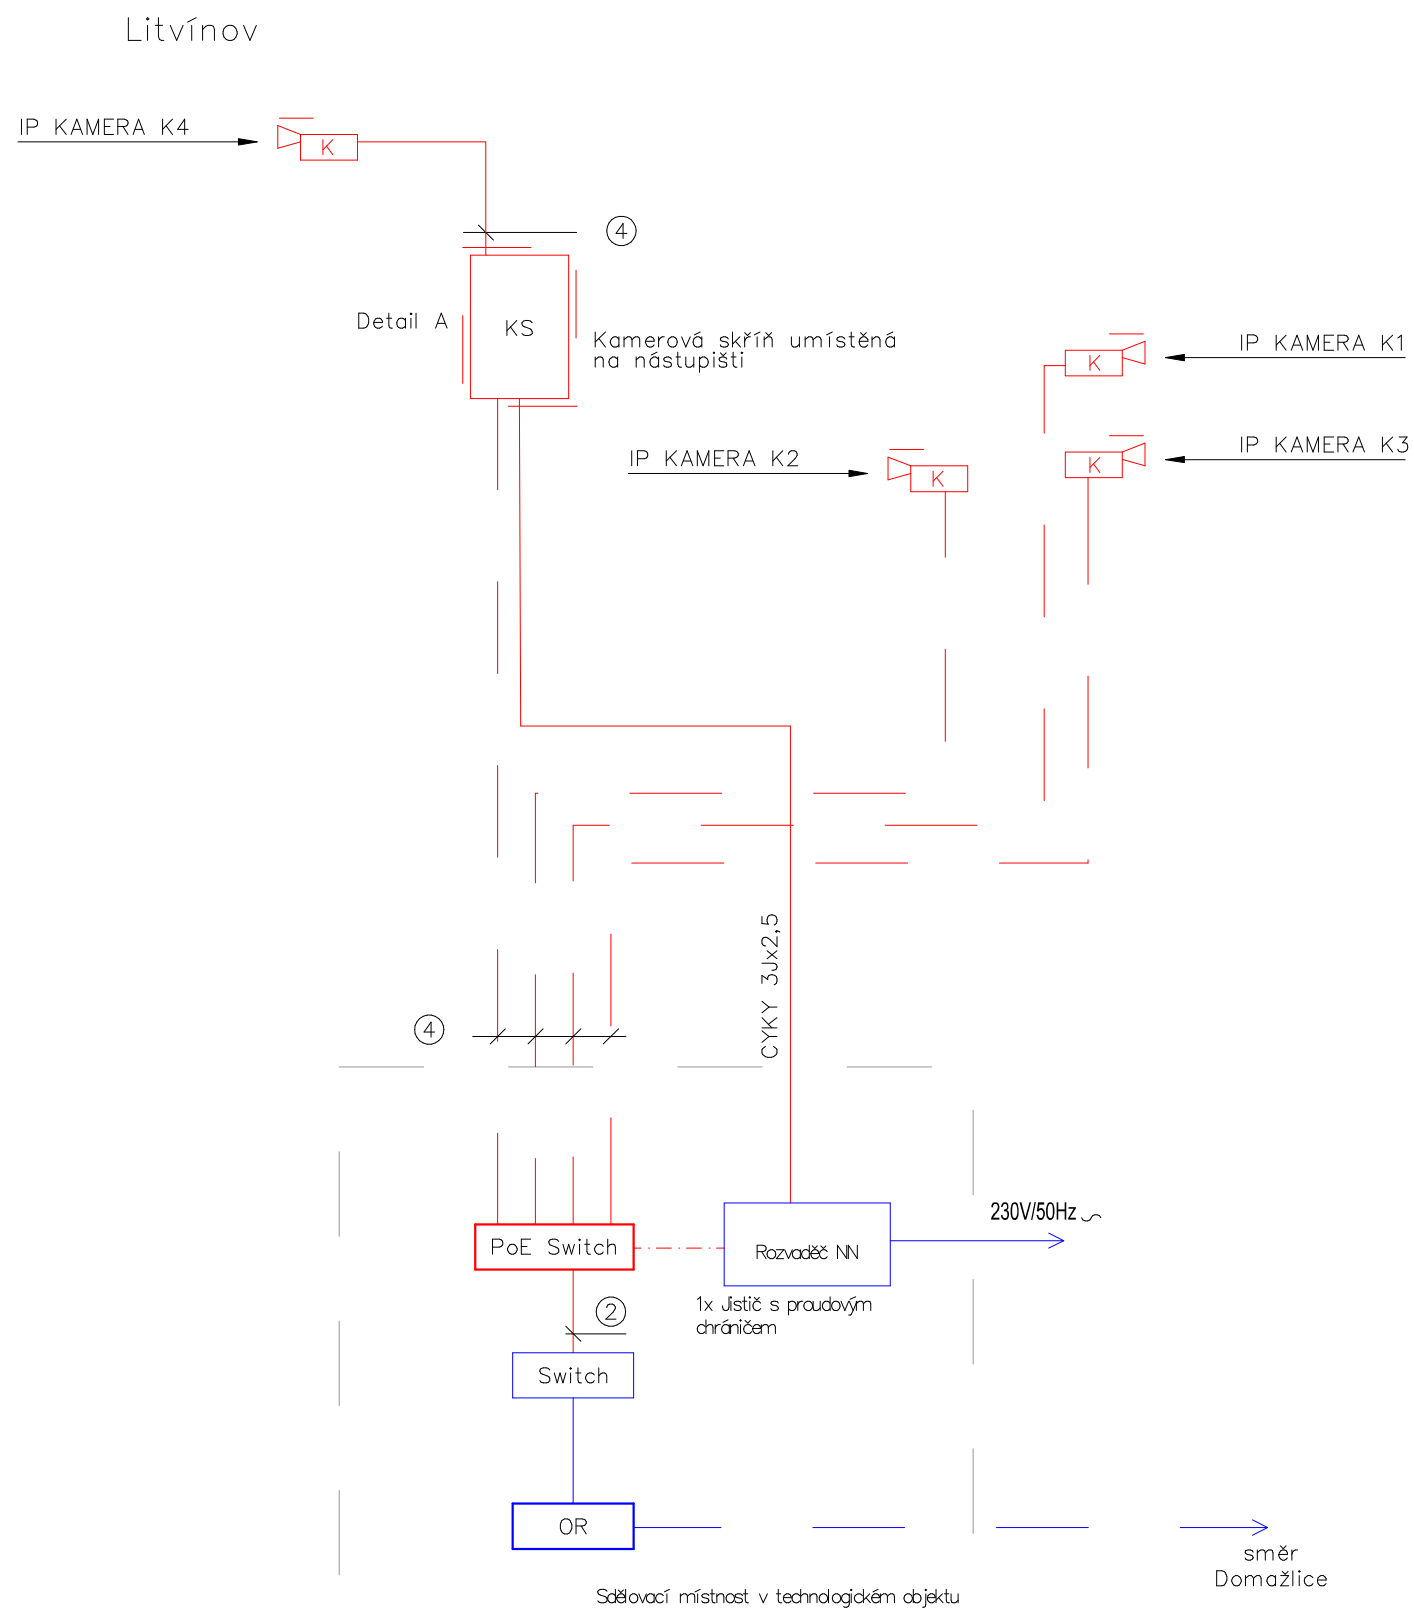 Litvínov
IP KAMERA K4
K
4
Detail A
KS
Kamerová skříň umístěná
na nástupišti
IP KAMERA K1
K
IP KAMERA K2
K
IP KAMERA K3
K
CYKY 3Jx2,5
4
230V/50Hz
PoE Switch
Rozvaděč NN
1x Jistič s proudovým
chráničem
2
Switch
OR
směr
Domažlice
Sdělovací místnost v technologickém objektu